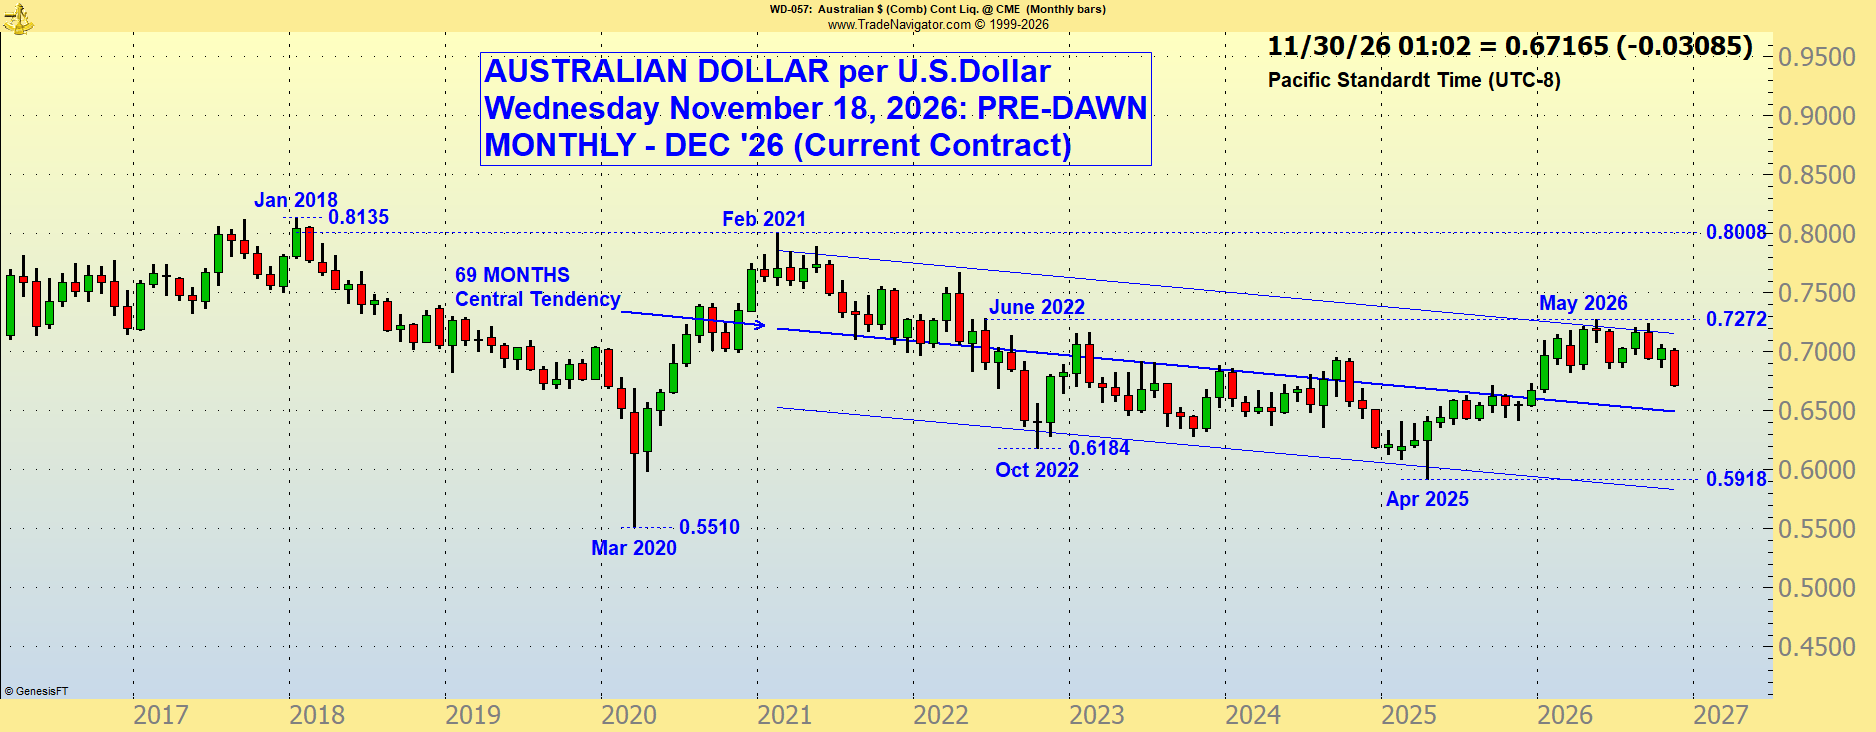 WD-057:  Australian $ (Comb) Cont Liq. @ CME  (Monthly bars)
www.TradeNavigator.com © 1999-2026
11/30/26 01:02 = 0.67165 (-0.03085)
Pacific Standardt Time (UTC-8)
AUSTRALIAN DOLLAR per U.S.Dollar
Wednesday November 18, 2026: PRE-DAWN
MONTHLY - DEC '26 (Current Contract)
0.9500
0.9000
0.8500
0.8000
0.7500
0.7000
0.6500
0.6000
0.5500
0.5000
0.4500
Jan 2018
0.8135
Feb 2021
0.8008
69 MONTHS
Central Tendency
June 2022
May 2026
0.7272
0.6184
Oct 2022
0.5918
Apr 2025
0.5510
Mar 2020
© GenesisFT
2017
2018
2019
2020
2021
2022
2023
2024
2025
2026
2027